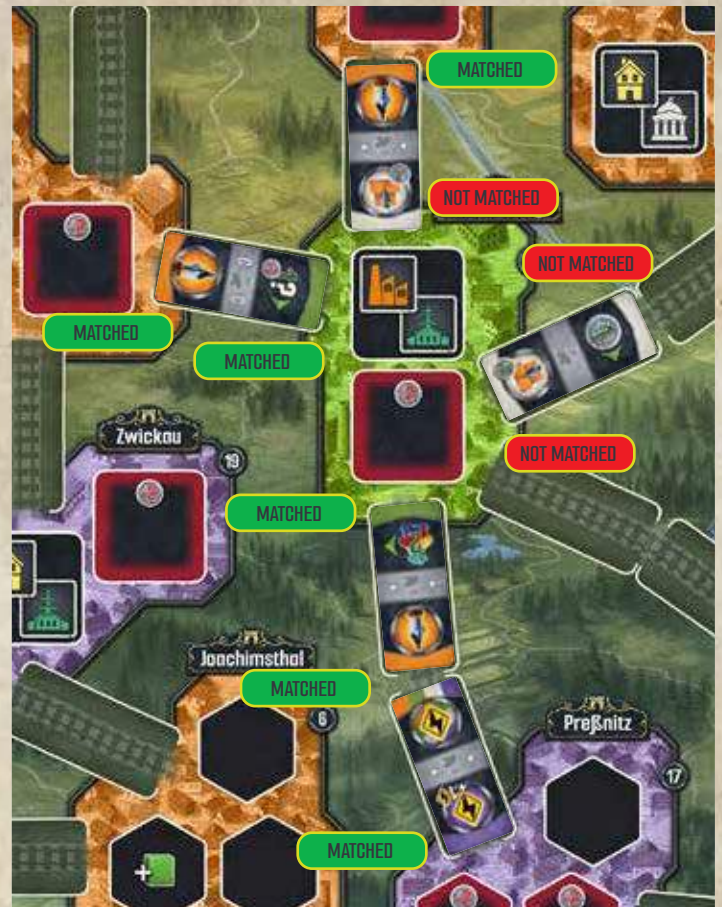 MATCHED
NOT MATCHED
NOT MATCHED
MATCHED
MATCHED
NOT MATCHED
Zwickau
19
MATCHED
Joachimsthal
MATCHED
6
Preßnitz
17
MATCHED
+